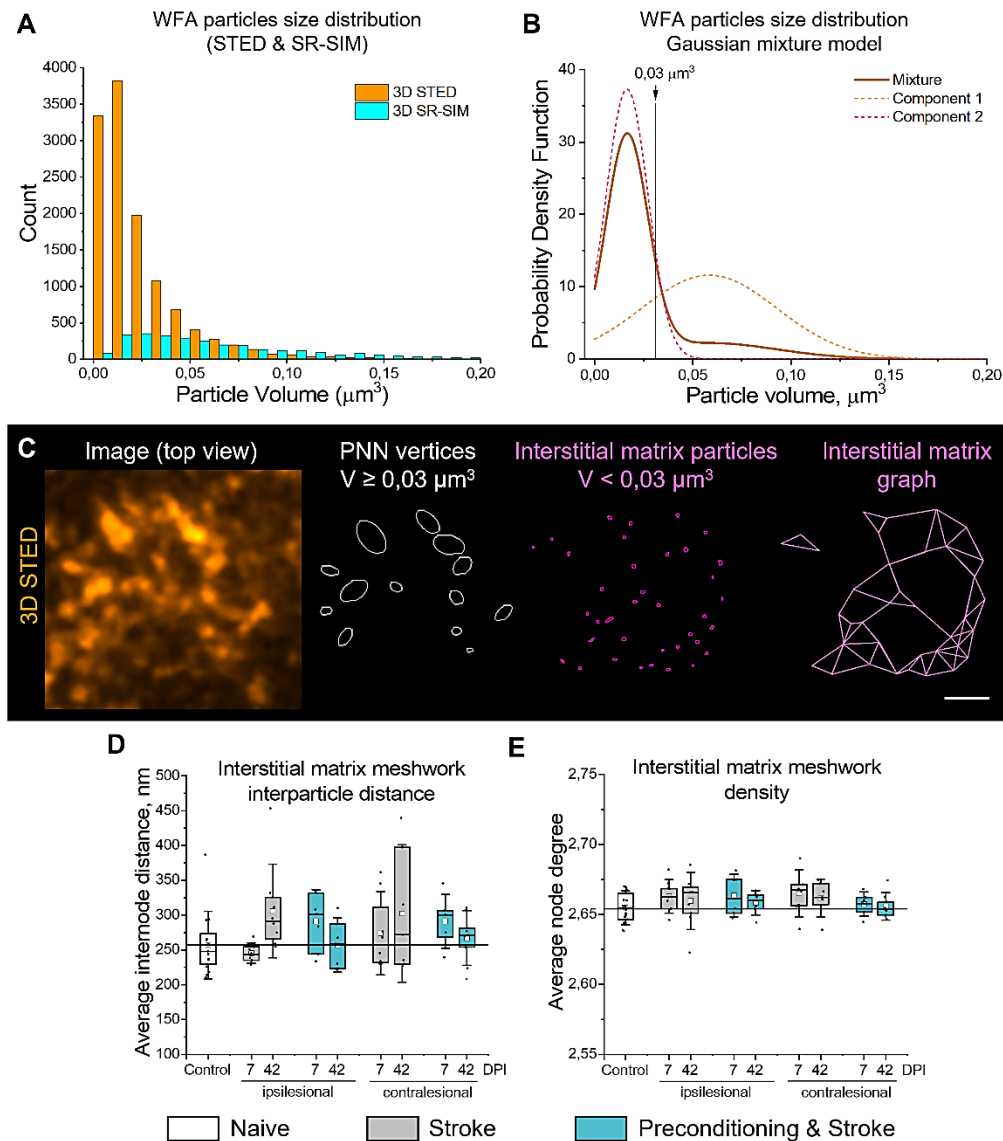 A
WFA particles size distribution
(STED & SR-SIM)
4000
3500
3000
2500
2000
1500
1000
500
0
Count
3D STED
3D SR-SIM
0,00 0,05 0,10 0,15 0,20
Particle Volume (μm³)
B
WFA particles size distribution
Gaussian mixture model
0,03 μm³
Mixture
Component 1
Component 2
40
30
20
10
0
Probability Density Function
0,00 0,05 0,10 0,15 0,20
Particle volume, μm³
C
Image (top view)
PNN vertices
V ≥ 0,03 μm³
Interstitial matrix particles
V < 0,03 μm³
Interstitial matrix
graph
3D STED
D
Interstitial matrix meshwork
interparticle distance
500
450
400
350
300
250
200
150
100
Average internode distance, nm
Control 7 42 7 42 7 42 7 42 DPI
ipsilesional contralesional
E
Interstitial matrix meshwork
density
2,75
2,70
2,65
2,60
2,55
Average node degree
Control 7 42 7 42 7 42 7 42 DPI
ipsilesional contralesional
Naive Stroke Preconditioning & Stroke